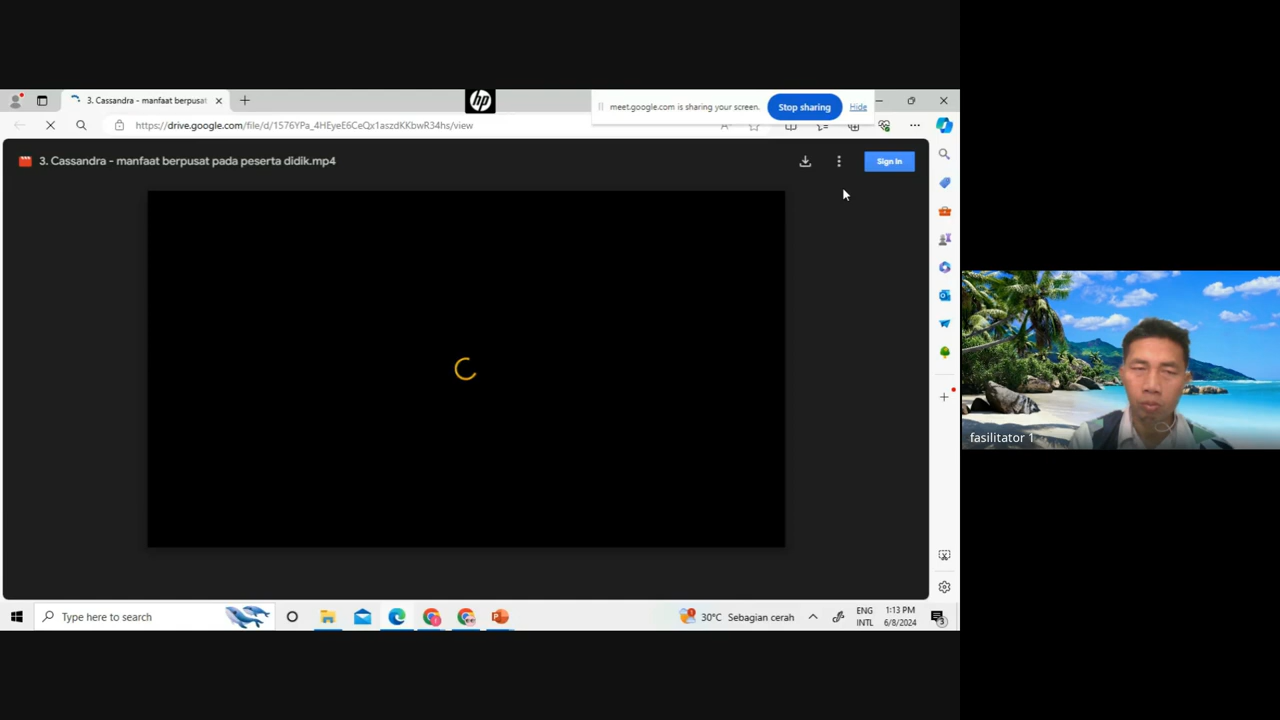 3. Cassandra - manfaat berpusat
hp
meet.google.com is sharing your screen.
Stop sharing
Hide
https://drive.google.com/file/d/1576YPa_4HEyeE6CeQx1aszdKKbwR34hs/view
3. Cassandra - manfaat berpusat pada peserta didik.mp4
Sign in
fasilitator 1
Type here to search
30°C Sebagian cerah
ENG
INTL
1:13 PM
6/8/2024
3